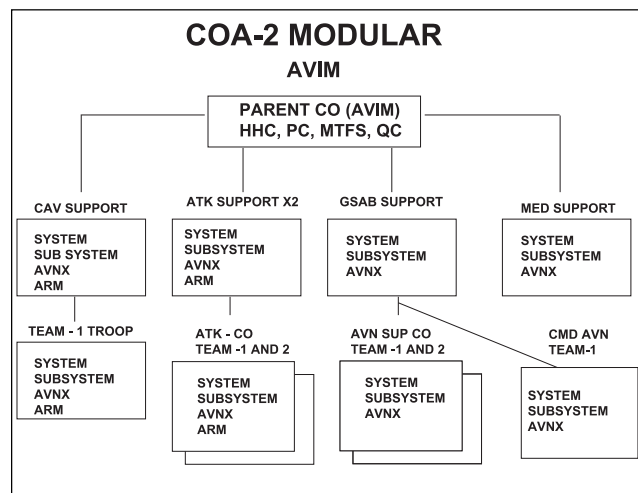 COA-2 MODULAR
AVIM
PARENT CO (AVIM)
HHC, PC, MTFS, QC
CAV SUPPORT
SYSTEM
SUB SYSTEM
AVNX
ARM
ATK SUPPORT X2
SYSTEM
SUBSYSTEM
AVNX
ARM
GSAB SUPPORT
SYSTEM
SUBSYSTEM
AVNX
MED SUPPORT
SYSTEM
SUBSYSTEM
AVNX
TEAM - 1 TROOP
SYSTEM
SUBSYSTEM
AVNX
ARM
ATK - CO
TEAM -1 AND 2
SYSTEM
SUBSYSTEM
AVNX
ARM
AVN SUP CO
TEAM -1 AND 2
SYSTEM
SUBSYSTEM
AVNX
CMD AVN
TEAM-1
SYSTEM
SUBSYSTEM
AVNX